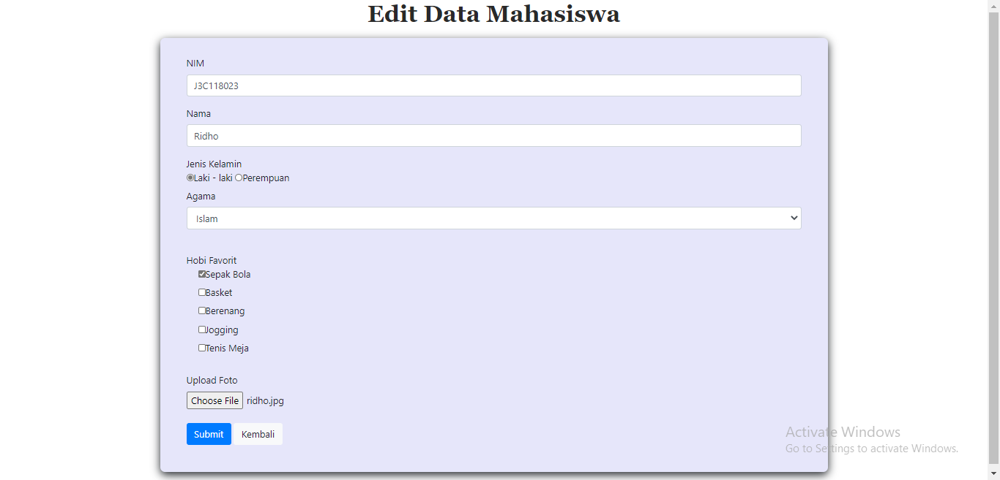 Edit Data Mahasiswa
NIM
J3C118023
Nama
Ridho
Jenis Kelamin
Laki - laki Perempuan
Agama
Islam
Hobi Favorit
Sepak Bola
Basket
Berenang
Jogging
Tenis Meja
Upload Foto
Choose File ridho.jpg
Submit Kembali
Activate Windows
Go to Settings to activate Windows.